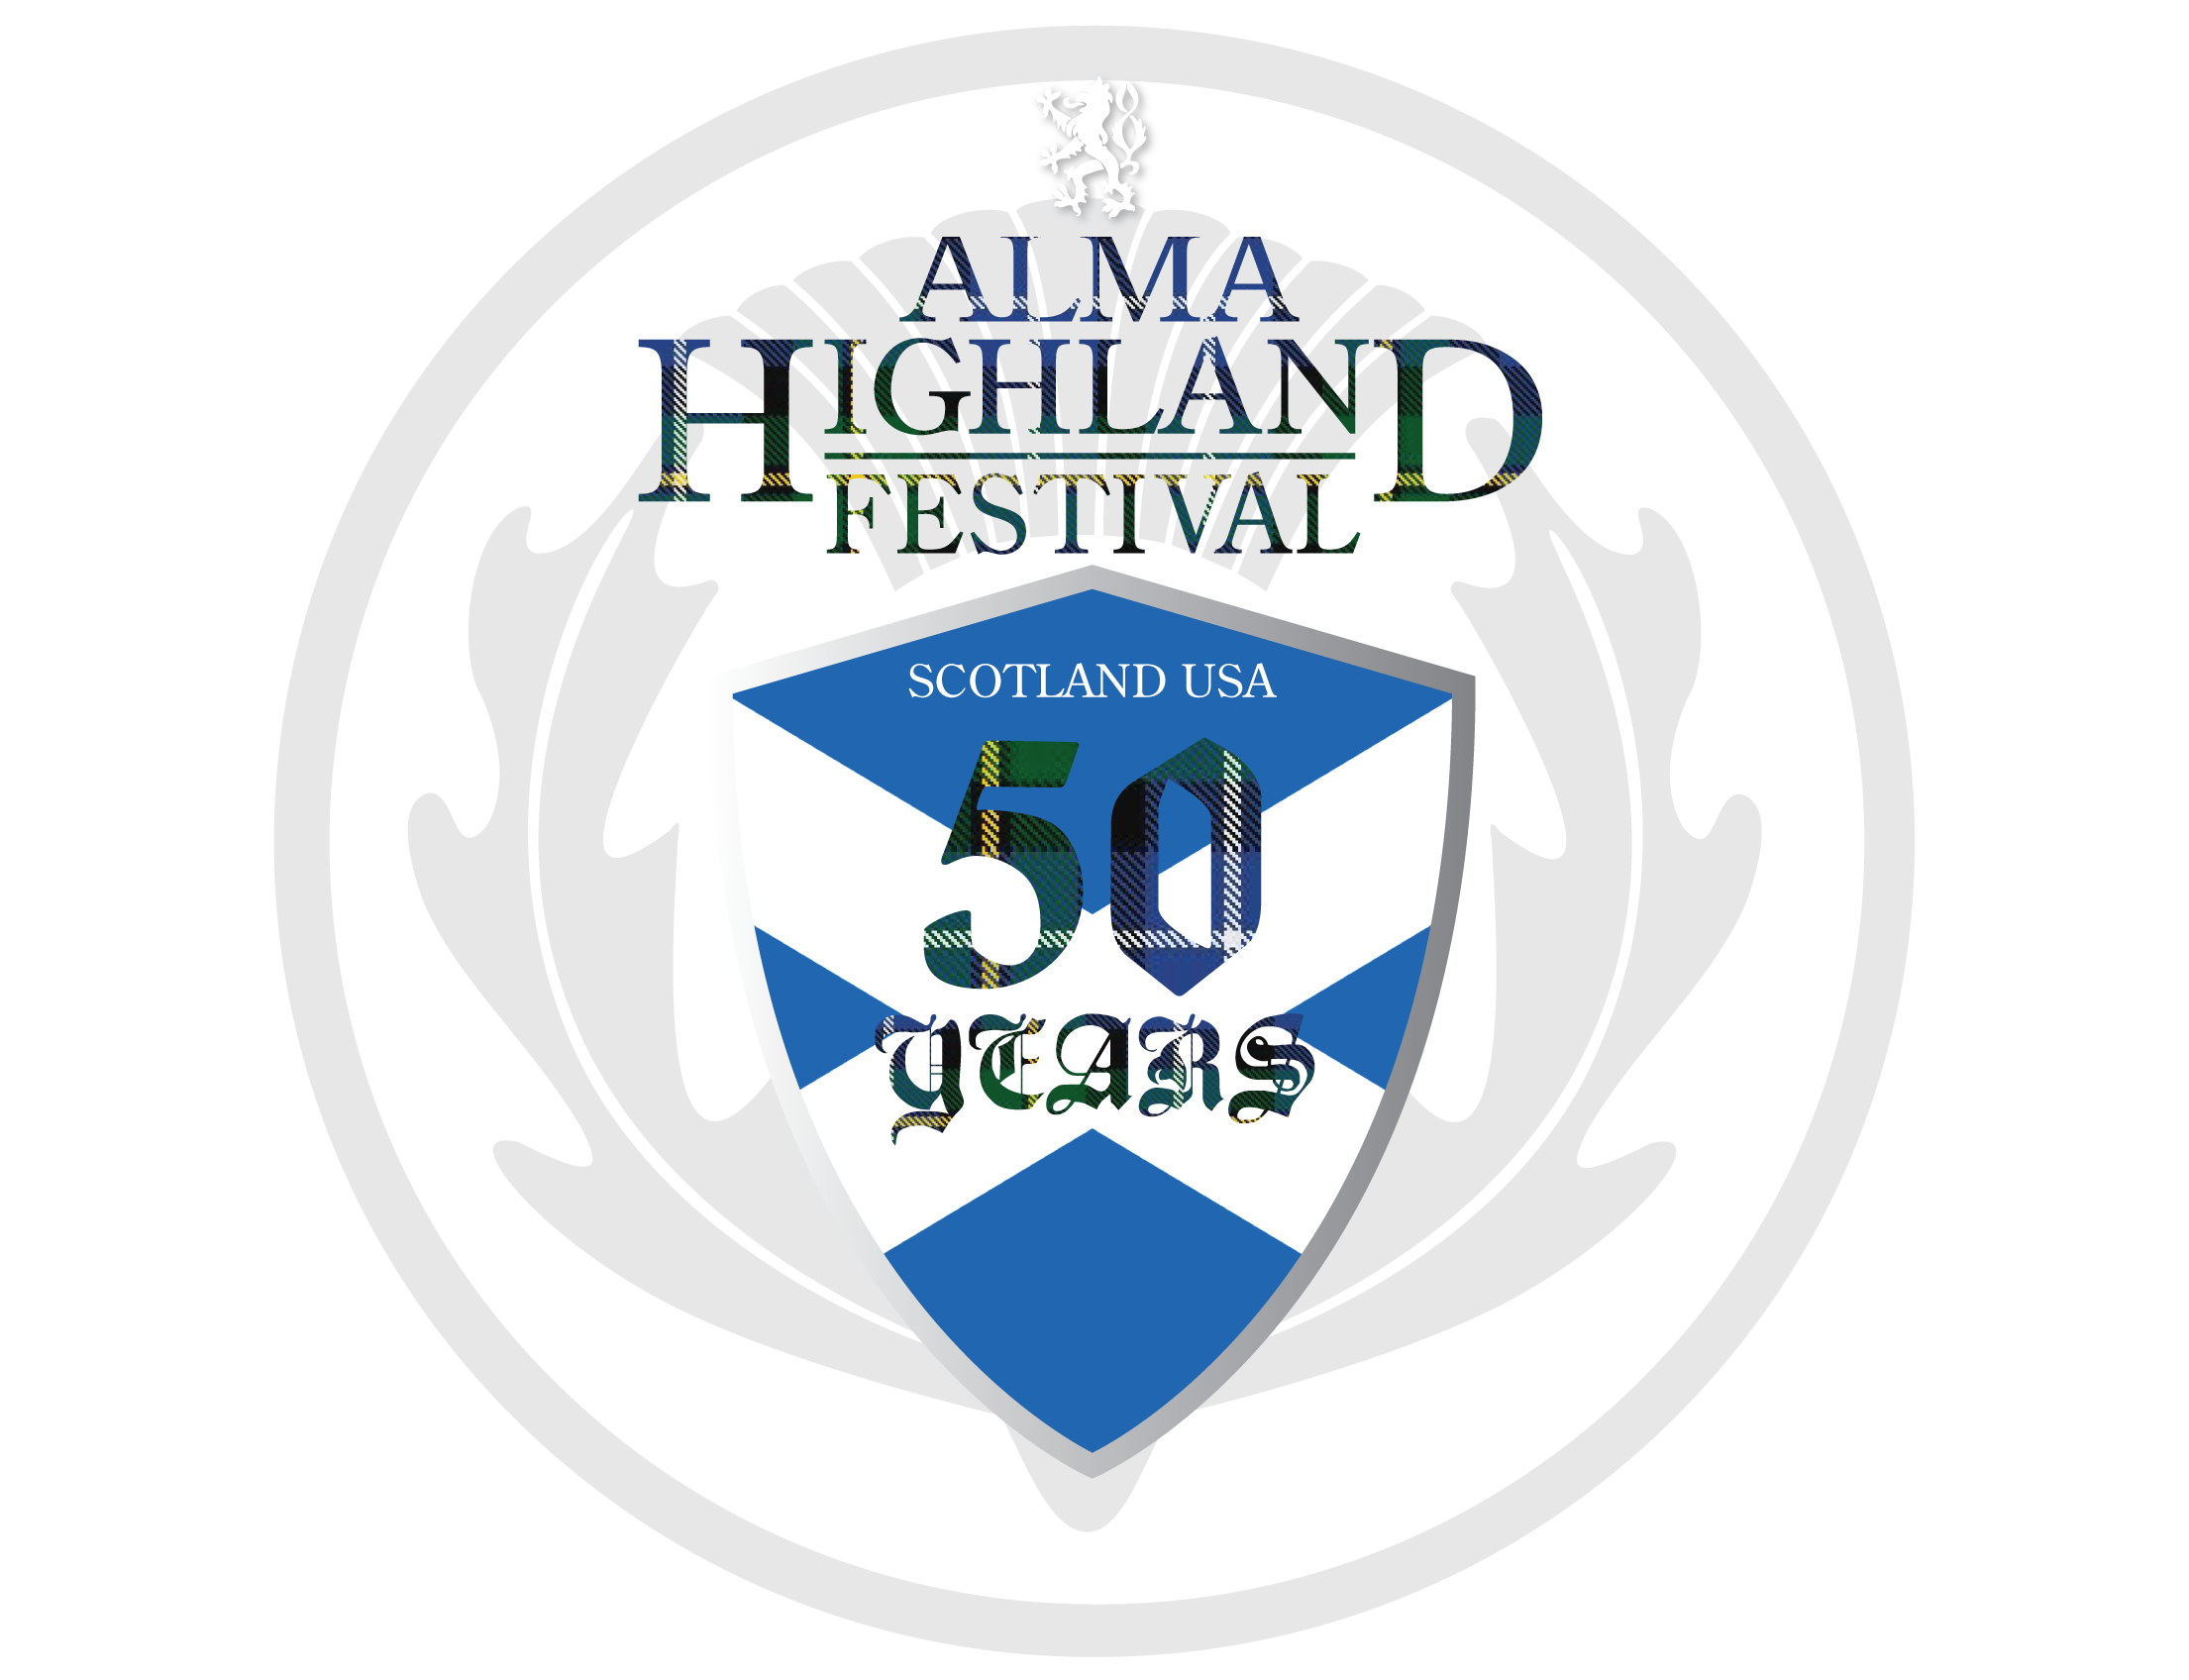 ALMA
HIGHLAND
FESTIVAL
SCOTLAND USA
50
YEARS